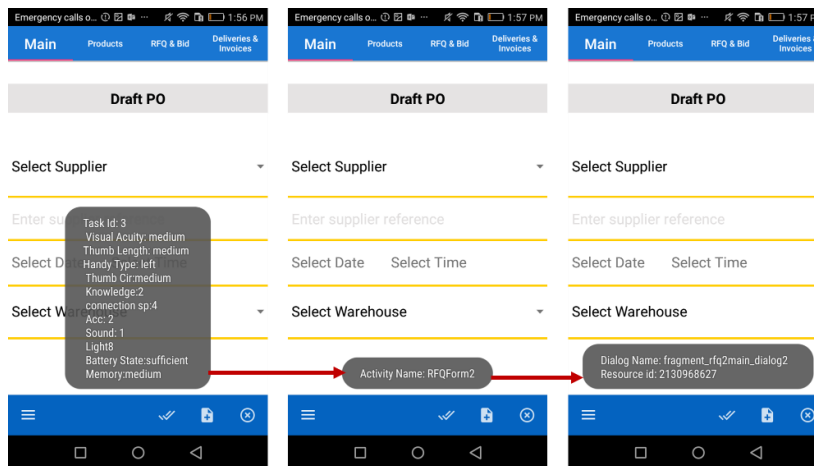 Emergency calls o... 1:56 PM
Main Products RFQ & Bid Deliveries & Invoices
Draft PO
Select Supplier
Enter su
Select D me
Select W
Task Id: 3
Visual Acuity: medium
Thumb Length: medium
Handy Type: left
Thumb Cir:medium
Knowledge:2
connection sp:4
Acc: 2
Sound: 1
Light8
Battery State:sufficient
Memory:medium
Emergency calls o... 1:57 PM
Main Products RFQ & Bid Deliveries & Invoices
Draft PO
Select Supplier
Enter supplier reference
Select Date Select Time
Select Warehouse
Activity Name: RFQForm2
Emergency calls o... 1:57 P
Main Products RFQ & Bid Deliveries & Invoices
Draft PO
Select Supplier
Enter supplier reference
Select Date Select Time
Select Warehouse
Dialog Name: fragment_rfq2main_dialog2
Resource id: 2130968627